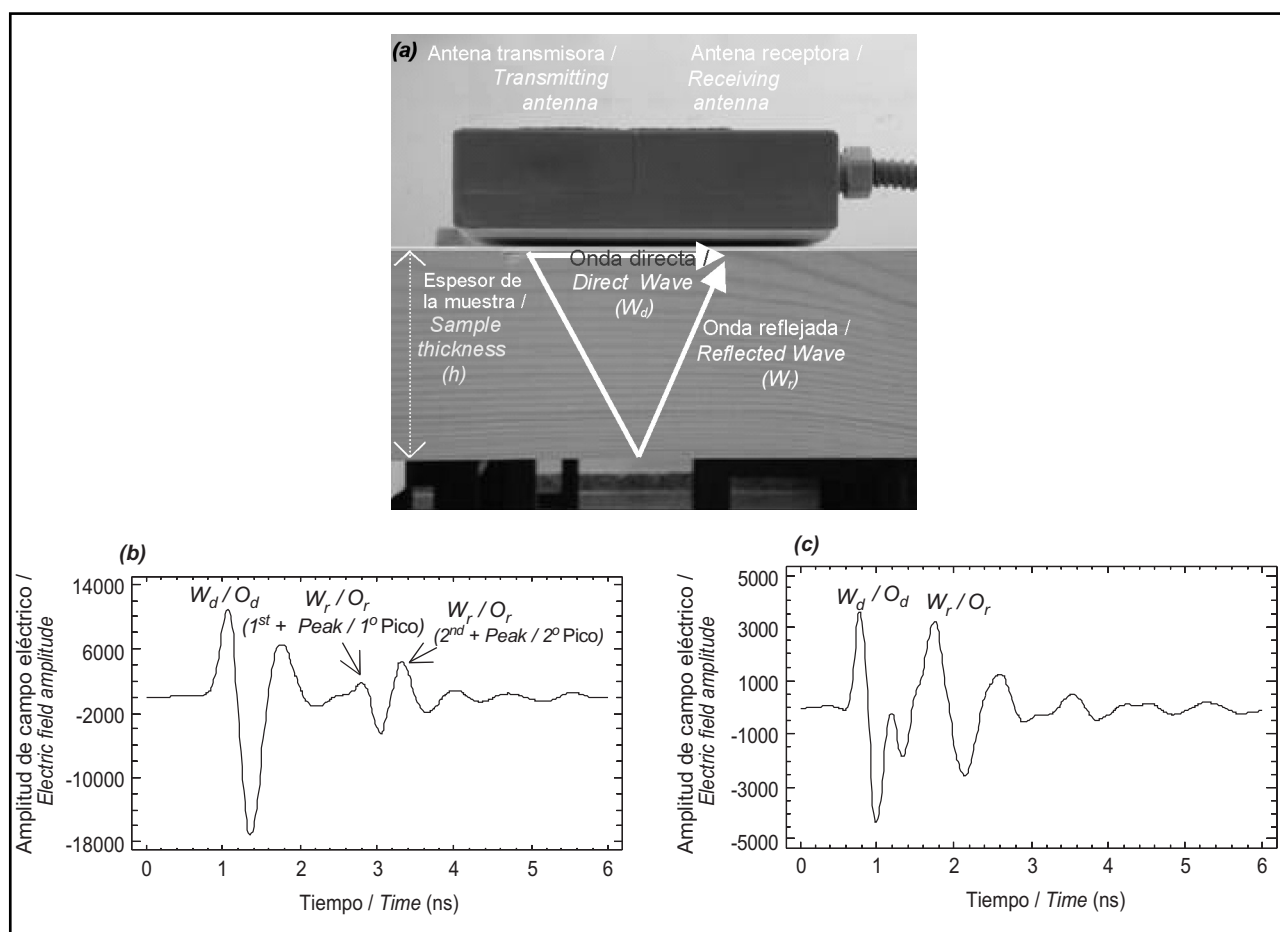 (a)
Antena transmisora /
Transmitting
antenna
Antena receptora /
Receiving
antenna
Onda directa /
Direct Wave
(Wd)
Espesor de
la muestra /
Sample
thickness
(h)
Onda reflejada /
Reflected Wave
(Wr)
(b)
Amplitud de campo eléctrico /
Electric field amplitude
14000
6000
-2000
-10000
-18000
Wd / Od
Wr / Or
(1st + Peak / 1º Pico)
Wr / Or
(2nd + Peak / 2º Pico)
0 1 2 3 4 5 6
Tiempo / Time (ns)
(c)
Amplitud de campo eléctrico /
Electric field amplitude
5000
3000
1000
-1000
-3000
-5000
Wd / Od
Wr / Or
0 1 2 3 4 5 6
Tiempo / Time (ns)